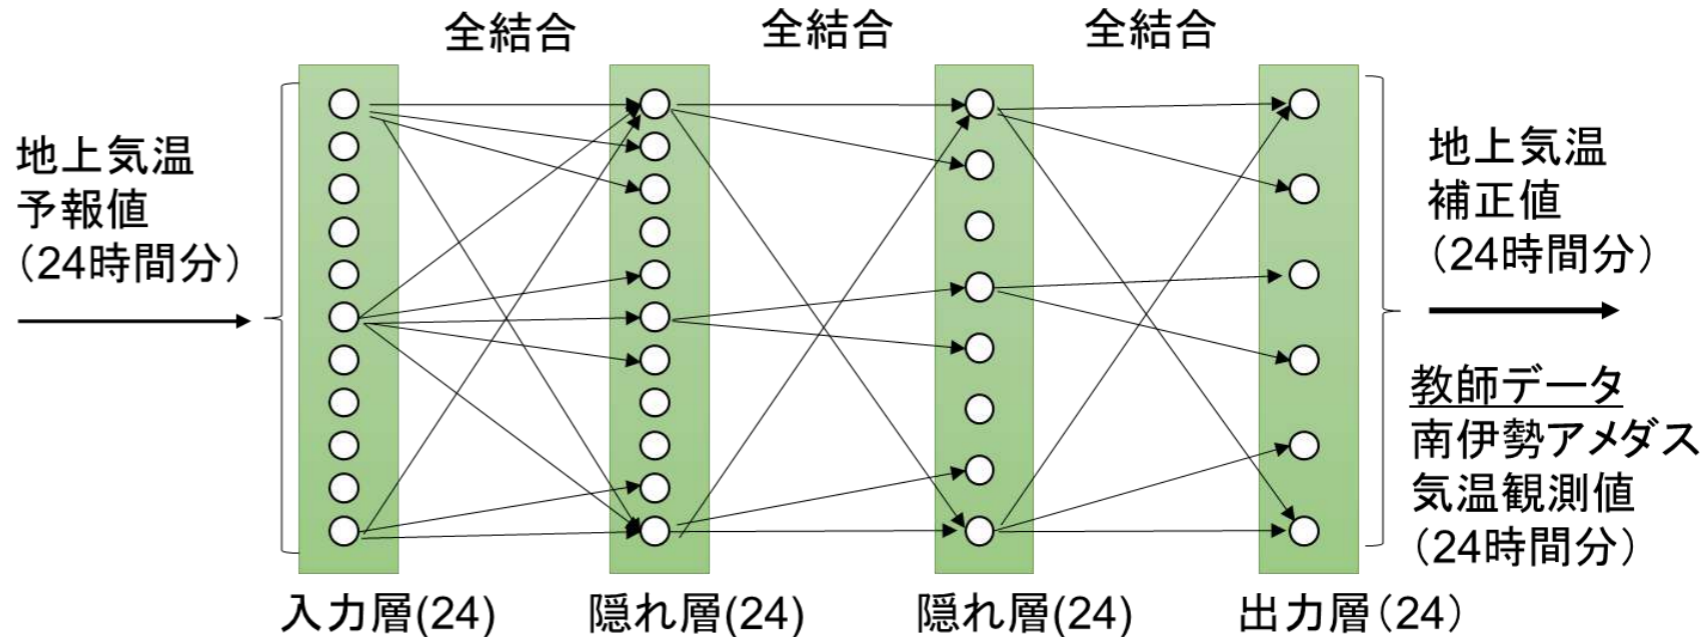 全結合
全結合
全結合
地上気温
予報値
(24時間分)
地上気温
補正値
(24時間分)
教師データ
南伊勢アメダス
気温観測値
(24時間分)
入力層(24)
隠れ層(24)
隠れ層(24)
出力層(24)